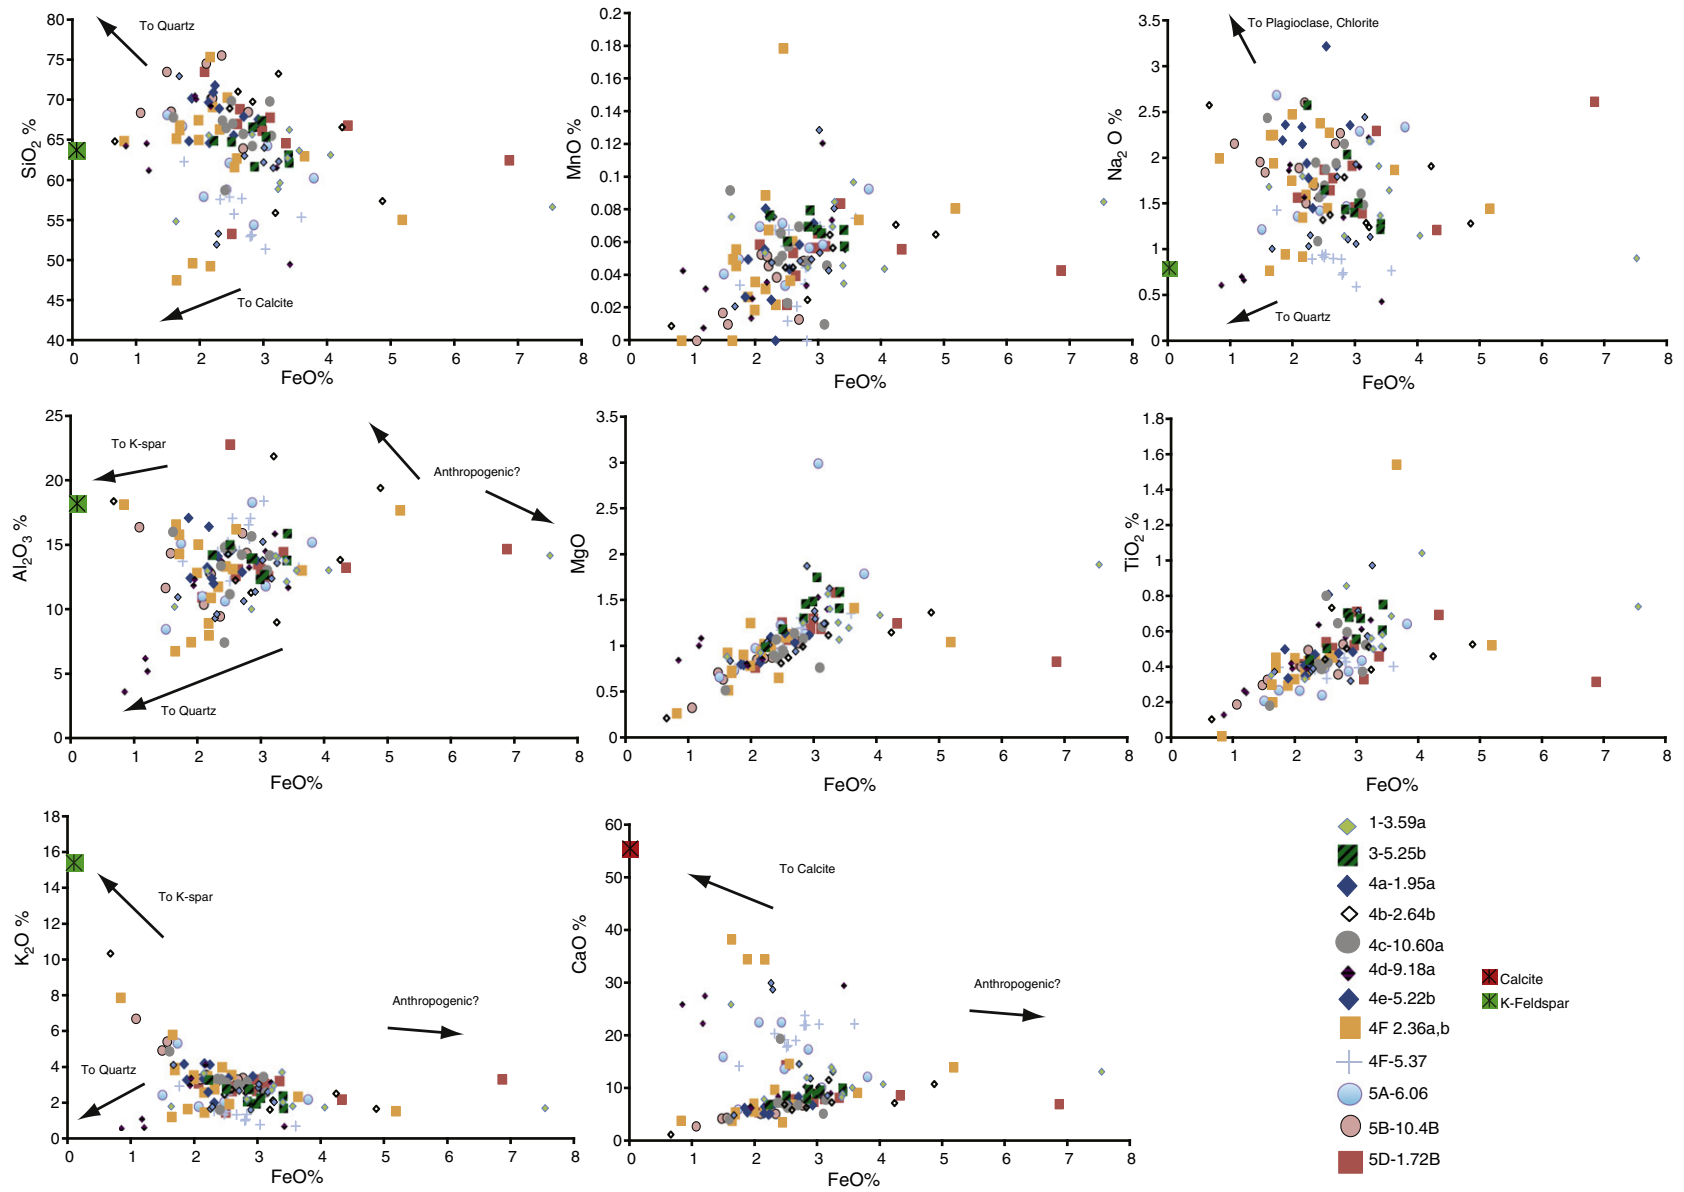 80
75
70
65
60
55
50
45
40
SiO2 %
To Quartz
To Calcite
0 1 2 3 4 5 6 7 8
FeO%
0.2
0.18
0.16
0.14
0.12
0.1
0.08
0.06
0.04
0.02
0
MnO %
0 1 2 3 4 5 6 7 8
FeO%
3.5
3
2.5
2
1.5
1
0.5
0
Na2 O %
To Plagioclase, Chlorite
To Quartz
0 1 2 3 4 5 6 7 8
FeO%
25
20
15
10
5
0
Al2O3 %
To K-spar
Anthropogenic?
To Quartz
0 1 2 3 4 5 6 7 8
FeO%
3.5
3
2.5
2
1.5
1
0.5
0
MgO
0 1 2 3 4 5 6 7 8
FeO%
1.8
1.6
1.4
1.2
1
0.8
0.6
0.4
0.2
0
TiO2 %
0 1 2 3 4 5 6 7 8
FeO%
18
16
14
12
10
8
6
4
2
0
K2O %
To K-spar
Anthropogenic?
To Quartz
0 1 2 3 4 5 6 7 8
FeO%
60
50
40
30
20
10
0
CaO %
To Calcite
Anthropogenic?
0 1 2 3 4 5 6 7 8
FeO%
1-3.59a
3-5.25b
4a-1.95a
4b-2.64b
4c-10.60a
4d-9.18a
4e-5.22b
4F 2.36a,b
4F-5.37
5A-6.06
5B-10.4B
5D-1.72B
Calcite
K-Feldspar